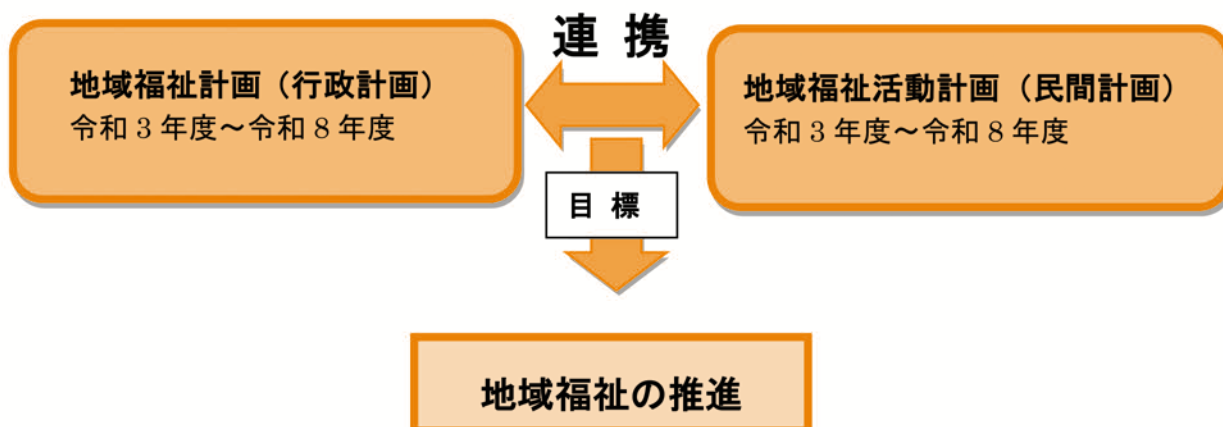 連 携
地域福祉計画（行政計画）
令和 3 年度～令和 8 年度
地域福祉活動計画（民間計画）
令和 3 年度～令和 8 年度
目 標
地域福祉の推進